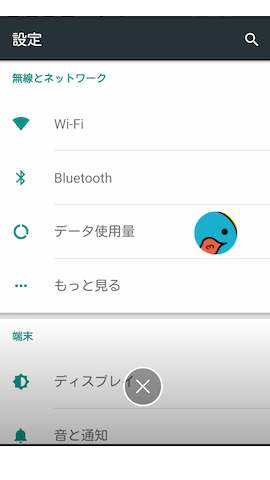 設定
無線とネットワーク
Wi-Fi
Bluetooth
データ使用量
もっと見る
端末
ディスプレイ
音と通知